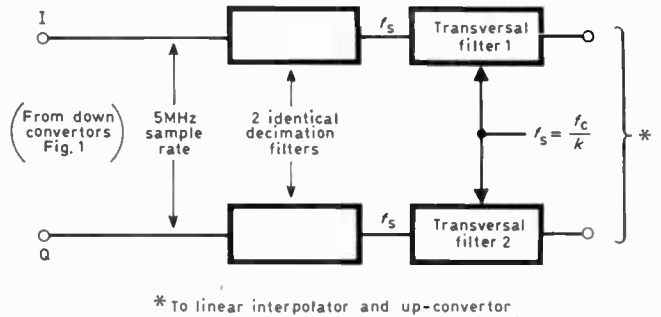 I
fs
Transversal
filter 1
(From down
convertors
Fig. 1)
5MHz
sample
rate
2 identical
decimation
filters
fs = fc/k
*
Q
fs
Transversal
filter 2
* To linear interpolator and up-convertor